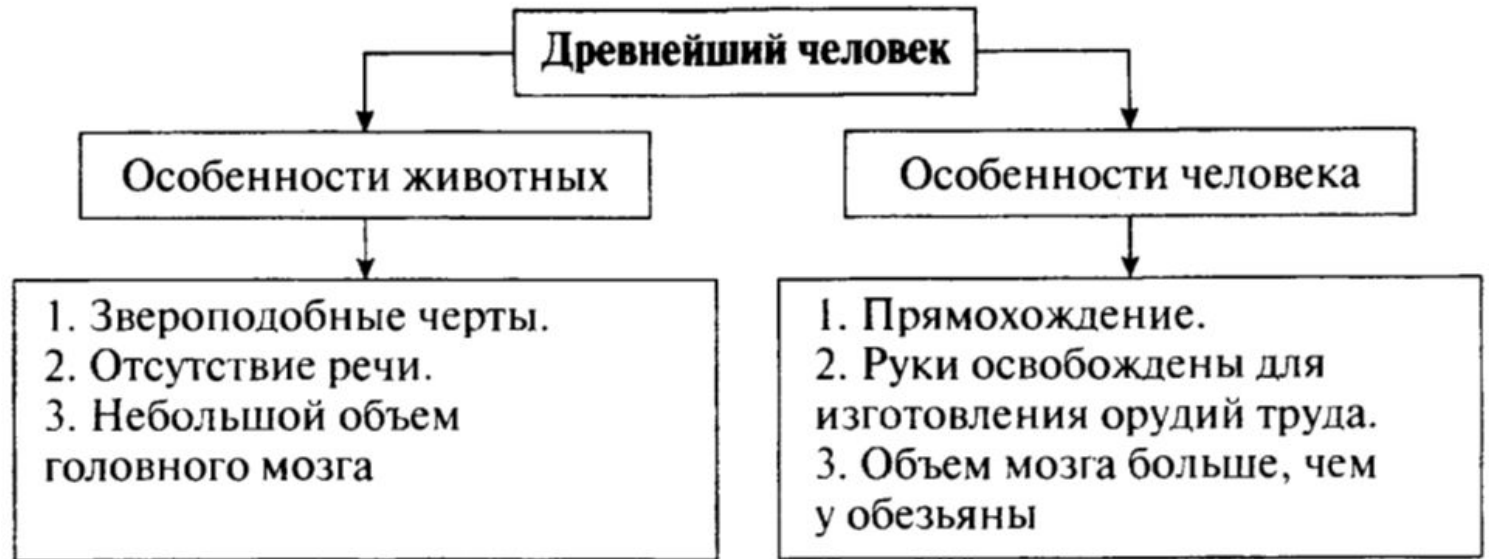 Древнейший человек
Особенности животных
Особенности человека
1. Звероподобные черты.
2. Отсутствие речи.
3. Небольшой объем
головного мозга
1. Прямохождение.
2. Руки освобождены для
изготовления орудий труда.
3. Объем мозга больше, чем
у обезьяны